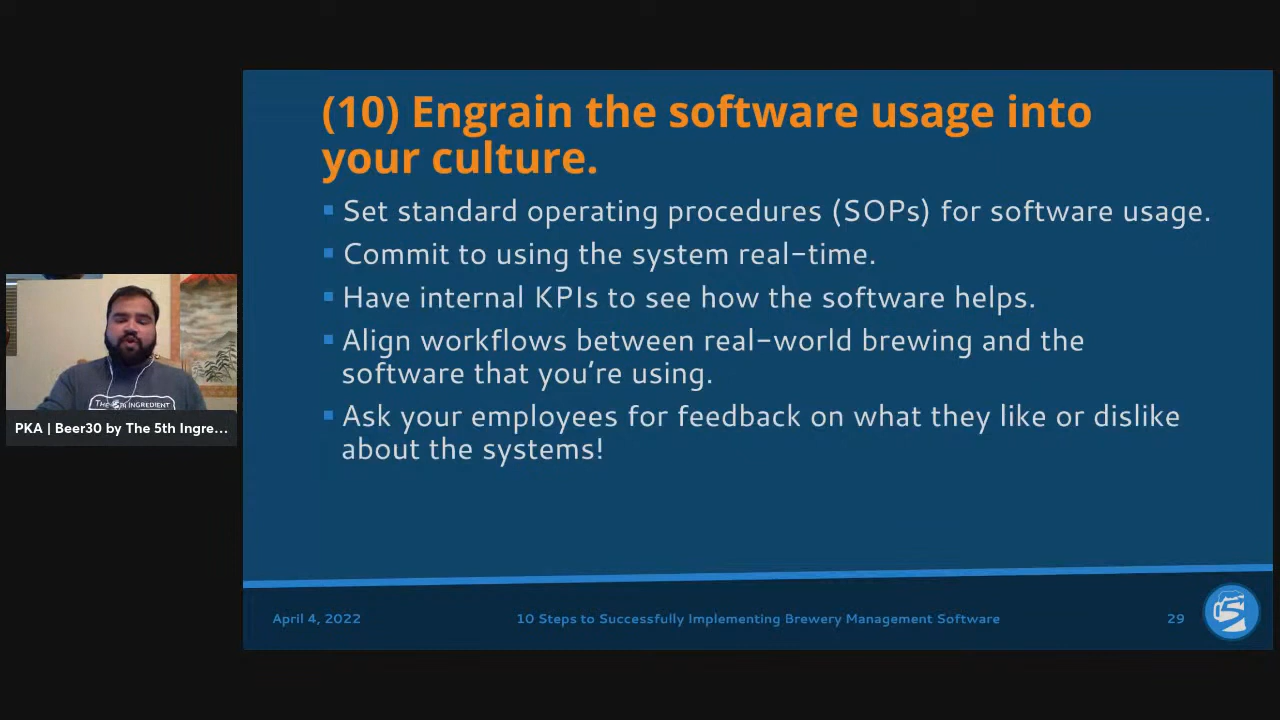 (10) Engrain the software usage into
your culture.
Set standard operating procedures (SOPs) for software usage.
Commit to using the system real-time.
Have internal KPIs to see how the software helps.
Align workflows between real-world brewing and the
software that you're using.
Ask your employees for feedback on what they like or dislike
about the systems!
THE 5TH INGREDIENT
PKA | Beer30 by The 5th Ingre...
April 4, 2022
10 Steps to Successfully Implementing Brewery Management Software
29
5